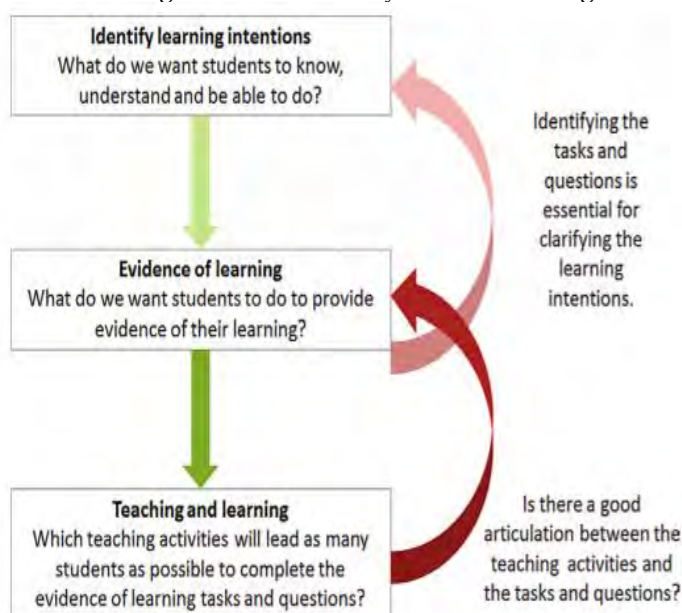 Identify learning intentions
What do we want students to know,
understand and be able to do?
Identifying the
tasks and
questions is
essential for
clarifying the
learning
intentions.
Evidence of learning
What do we want students to do to provide
evidence of their learning?
Teaching and learning
Which teaching activities will lead as many
students as possible to complete the
evidence of learning tasks and questions?
Is there a good
articulation between the
teaching activities and
the tasks and questions?